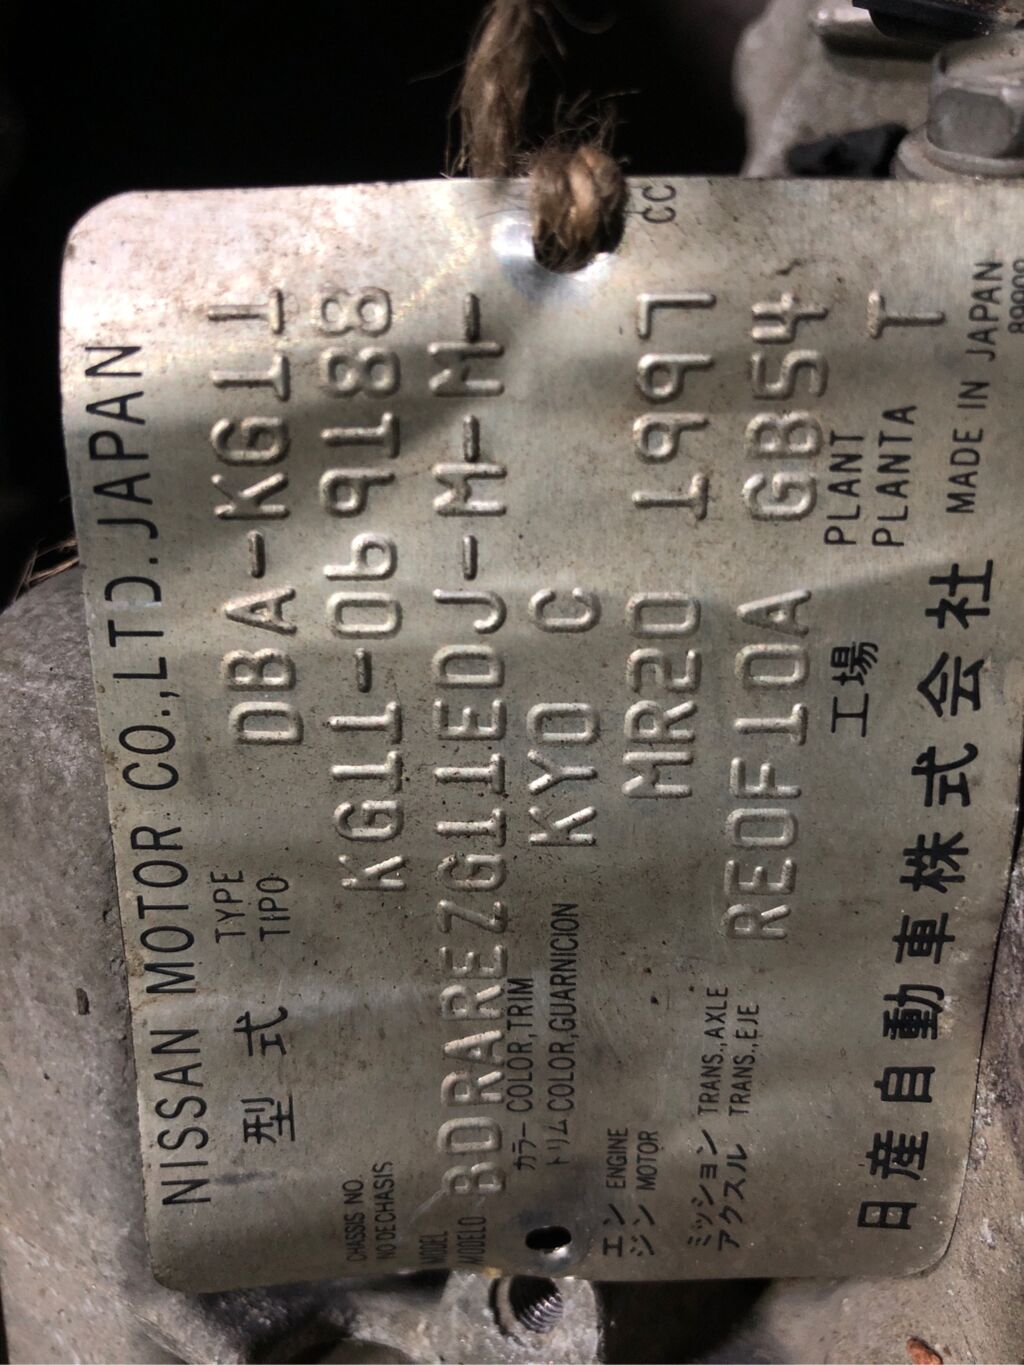 NISSAN MOTOR CO.,LTD.JAPAN
型式 TYPE TIPO DBA-KG11
CHASSIS NO. NO DE CHASIS KG11-069188
MODEL MODELO BDRAREZG11EDJ-M-M-
カラー COLOR,TRIM KY0 C
トリム COLOR,GUARNICION
エンジン ENGINE MOTOR MR20 1997 CC
ミッション TRANS.,AXLE RE0F10A GB54
アクスル TRANS.,EJE
工場 PLANT PLANTA T
日産自動車株式会社 MADE IN JAPAN